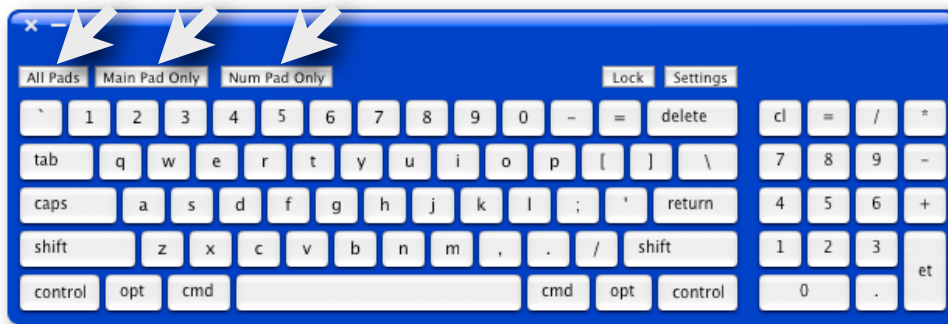 All Pads Main Pad Only Num Pad Only Lock Settings
` 1 2 3 4 5 6 7 8 9 0 - = delete cl = / *
tab q w e r t y u i o p [ ] \ 7 8 9 -
caps a s d f g h j k l ; ' return 4 5 6 +
shift z x c v b n m , . / shift 1 2 3
et
control opt cmd cmd opt control 0 .